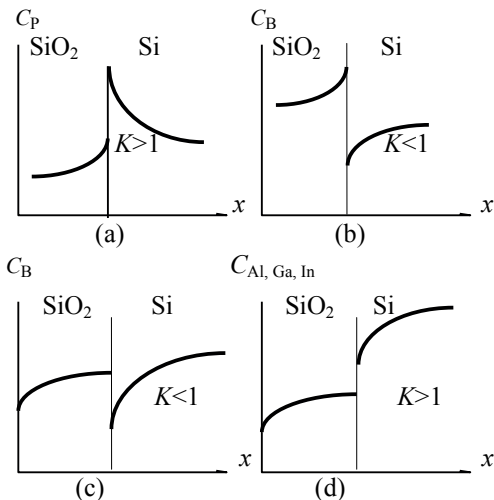 C_P
SiO₂ Si
K>1
x
(a)
C_B
SiO₂ Si
K<1
x
(b)
C_B
SiO₂ Si
K<1
x
(c)
C_Al, Ga, In
SiO₂ Si
K>1
x
(d)